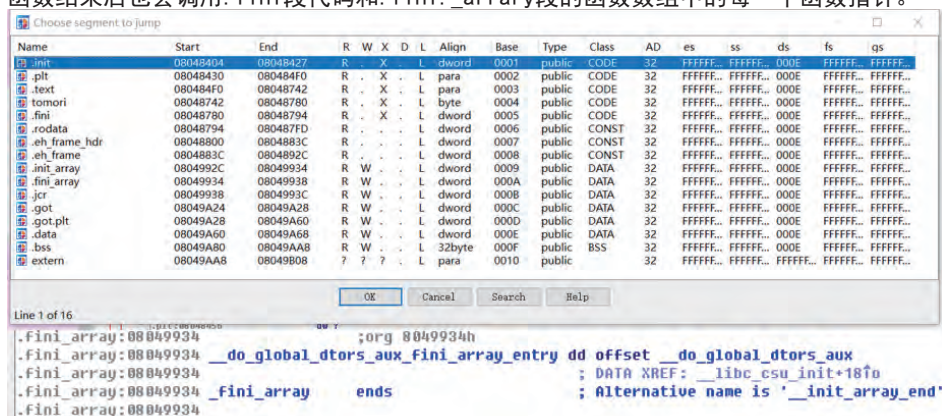 函数结束后也会调用.fini段代码和.fini._array段的函数数组中的每一个函数指针。
Choose segment to jump
Name Start End R W X D L Align Base Type Class AD es ss ds fs gs
.init 08048404 08048427 R . X . L dword 0001 public CODE 32 FFFFFF... FFFFFF... 000E FFFFFF... FFFFFF...
.plt 08048430 080484F0 R . X . L para 0002 public CODE 32 FFFFFF... FFFFFF... 000E FFFFFF... FFFFFF...
.text 080484F0 08048742 R . X . L para 0003 public CODE 32 FFFFFF... FFFFFF... 000E FFFFFF... FFFFFF...
tomori 08048742 08048780 R . X . L byte 0004 public CODE 32 FFFFFF... FFFFFF... 000E FFFFFF... FFFFFF...
.fini 08048780 08048794 R . X . L dword 0005 public CODE 32 FFFFFF... FFFFFF... 000E FFFFFF... FFFFFF...
.rodata 08048794 080487FD R . . . L dword 0006 public CONST 32 FFFFFF... FFFFFF... 000E FFFFFF... FFFFFF...
.eh_frame_hdr 08048800 0804883C R . . . L dword 0007 public CONST 32 FFFFFF... FFFFFF... 000E FFFFFF... FFFFFF...
.eh_frame 0804883C 0804892C R . . . L dword 0008 public CONST 32 FFFFFF... FFFFFF... 000E FFFFFF... FFFFFF...
.init_array 0804992C 08049934 R W . . L dword 0009 public DATA 32 FFFFFF... FFFFFF... 000E FFFFFF... FFFFFF...
.fini_array 08049934 08049938 R W . . L dword 000A public DATA 32 FFFFFF... FFFFFF... 000E FFFFFF... FFFFFF...
.jcr 08049938 0804993C R W . . L dword 000B public DATA 32 FFFFFF... FFFFFF... 000E FFFFFF... FFFFFF...
.got 08049A24 08049A28 R W . . L dword 000C public DATA 32 FFFFFF... FFFFFF... 000E FFFFFF... FFFFFF...
.got.plt 08049A28 08049A60 R W . . L dword 000D public DATA 32 FFFFFF... FFFFFF... 000E FFFFFF... FFFFFF...
.data 08049A60 08049A68 R W . . L dword 000E public DATA 32 FFFFFF... FFFFFF... 000E FFFFFF... FFFFFF...
.bss 08049A80 08049AA8 R W . . L 32byte 000F public BSS 32 FFFFFF... FFFFFF... 000E FFFFFF... FFFFFF...
extern 08049AA8 08049B08 ? ? ? . L para 0010 public 32 FFFFFF... FFFFFF... FFFFFF... FFFFFF... FFFFFF...
OK Cancel Search Help
Line 1 of 16
.fini_array:08049934 ;org 8049934h
.fini_array:08049934 __do_global_dtors_aux_fini_array_entry dd offset __do_global_dtors_aux
.fini_array:08049934 ; DATA XREF: __libc_csu_init+18↑o
.fini_array:08049934 _fini_array ends ; Alternative name is '__init_array_end'
.fini_array:08049934